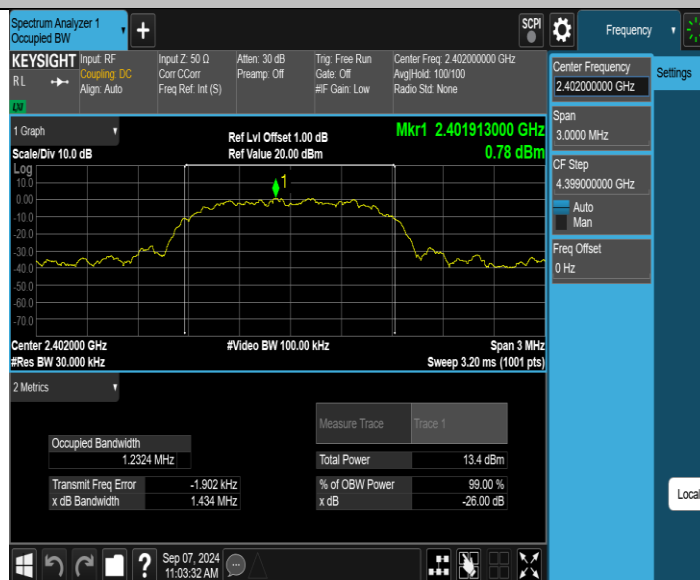 Spectrum Analyzer 1
Occupied BW
+
SCPI
Frequency
KEYSIGHT
RL
Input: RF
Coupling: DC
Align: Auto
Input Z: 50 Ω
Corr CCorr
Freq Ref: Int (S)
Atten: 30 dB
Preamp: Off
Trig: Free Run
Gate: Off
#IF Gain: Low
Center Freq: 2.402000000 GHz
Avg|Hold: 100/100
Radio Std: None
LXI
Center Frequency
2.402000000 GHz
Settings
Span
3.0000 MHz
CF Step
4.399000000 GHz
Auto
Man
Freq Offset
0 Hz
1 Graph
Scale/Div 10.0 dB
Ref Lvl Offset 1.00 dB
Ref Value 20.00 dBm
Mkr1 2.401913000 GHz
0.78 dBm
Log
10.0
0.00
-10.0
-20.0
-30.0
-40.0
-50.0
-60.0
-70.0
1
Center 2.402000 GHz
#Res BW 30.000 kHz
#Video BW 100.00 kHz
Span 3 MHz
Sweep 3.20 ms (1001 pts)
2 Metrics
Measure Trace Trace 1
Occupied Bandwidth
1.2324 MHz
Total Power 13.4 dBm
Transmit Freq Error -1.902 kHz
% of OBW Power 99.00 %
x dB Bandwidth 1.434 MHz
x dB -26.00 dB
Local
?
Sep 07, 2024
11:03:32 AM